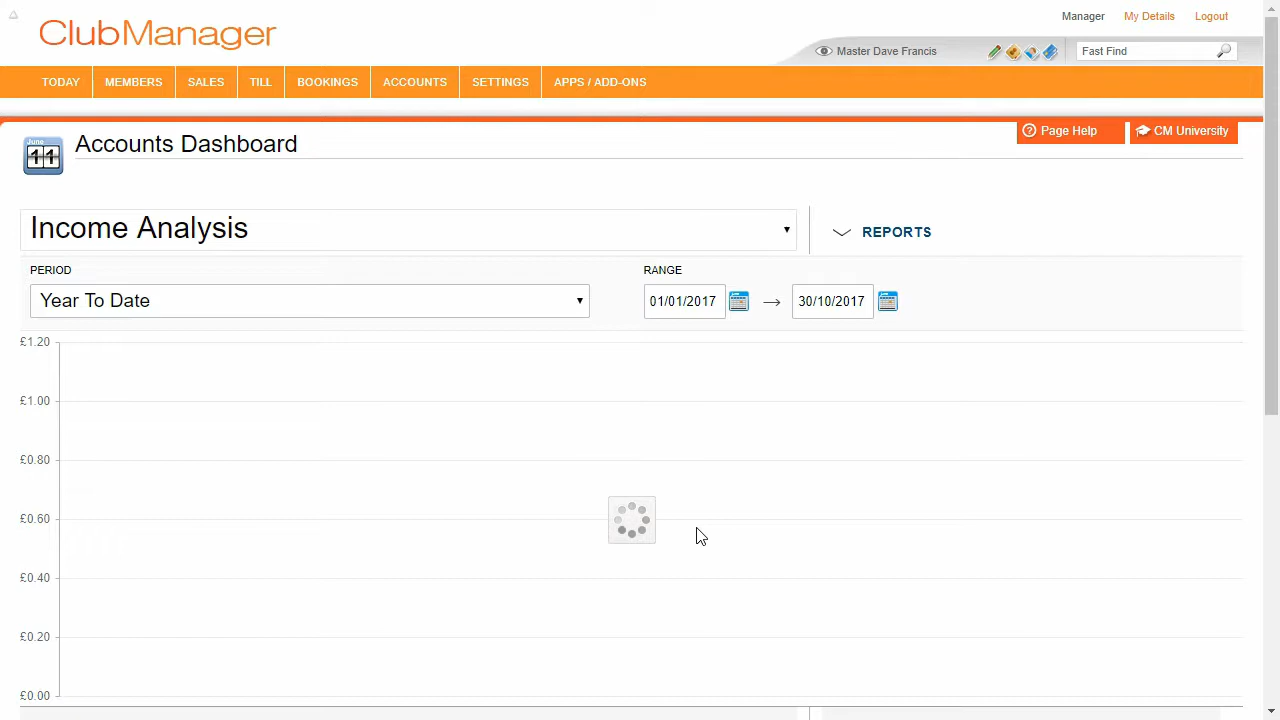 Manager My Details Logout
ClubManager
Master Dave Francis Fast Find
TODAY MEMBERS SALES TILL BOOKINGS ACCOUNTS SETTINGS APPS / ADD-ONS
Page Help CM University
June
11
Accounts Dashboard
Income Analysis
REPORTS
PERIOD RANGE
Year To Date 01/01/2017 → 30/10/2017
£1.20
£1.00
£0.80
£0.60
£0.40
£0.20
£0.00